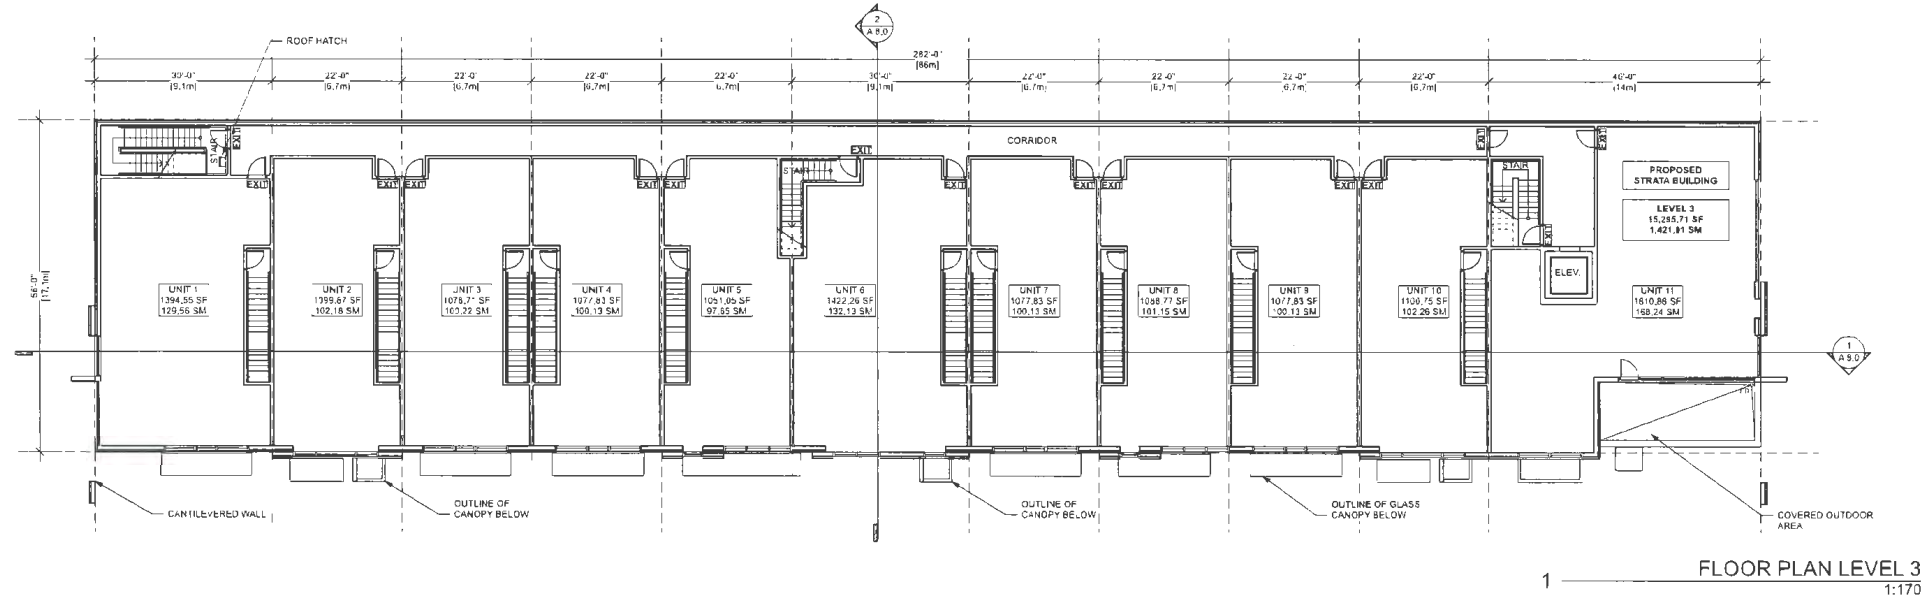 2
A 8.0
ROOF HATCH
282'-0"
[86m]
30'-0"
[9.1m]
22'-0"
[6.7m]
22'-0"
[6.7m]
22'-0"
[6.7m]
22'-0"
[6.7m]
30'-0"
[9.1m]
22'-0"
[6.7m]
22'-0"
[6.7m]
22'-0"
[6.7m]
22'-0"
[6.7m]
46'-0"
[14m]
56'-0"
[17.1m]
STAIR
EXIT
CORRIDOR
EXIT
EXIT
EXIT
EXIT
EXIT
EXIT
EXIT
STAIR
EXIT
EXIT
EXIT
EXIT
EXIT
EXIT
EXIT
STAIR
EXIT
EXIT
ELEV.
PROPOSED
STRATA BUILDING
LEVEL 3
15,295.71 SF
1,421.01 SM
UNIT 1
1394.55 SF
129.56 SM
UNIT 2
1099.87 SF
102.18 SM
UNIT 3
1078.71 SF
100.22 SM
UNIT 4
1077.83 SF
100.13 SM
UNIT 5
1051.05 SF
97.65 SM
UNIT 6
1422.26 SF
132.13 SM
UNIT 7
1077.83 SF
100.13 SM
UNIT 8
1088.77 SF
101.15 SM
UNIT 9
1077.83 SF
100.13 SM
UNIT 10
1100.75 SF
102.26 SM
UNIT 11
1810.86 SF
168.24 SM
1
A 9.0
CANTILEVERED WALL
OUTLINE OF
CANOPY BELOW
OUTLINE OF
CANOPY BELOW
OUTLINE OF GLASS
CANOPY BELOW
COVERED OUTDOOR
AREA
1
FLOOR PLAN LEVEL 3
1:170